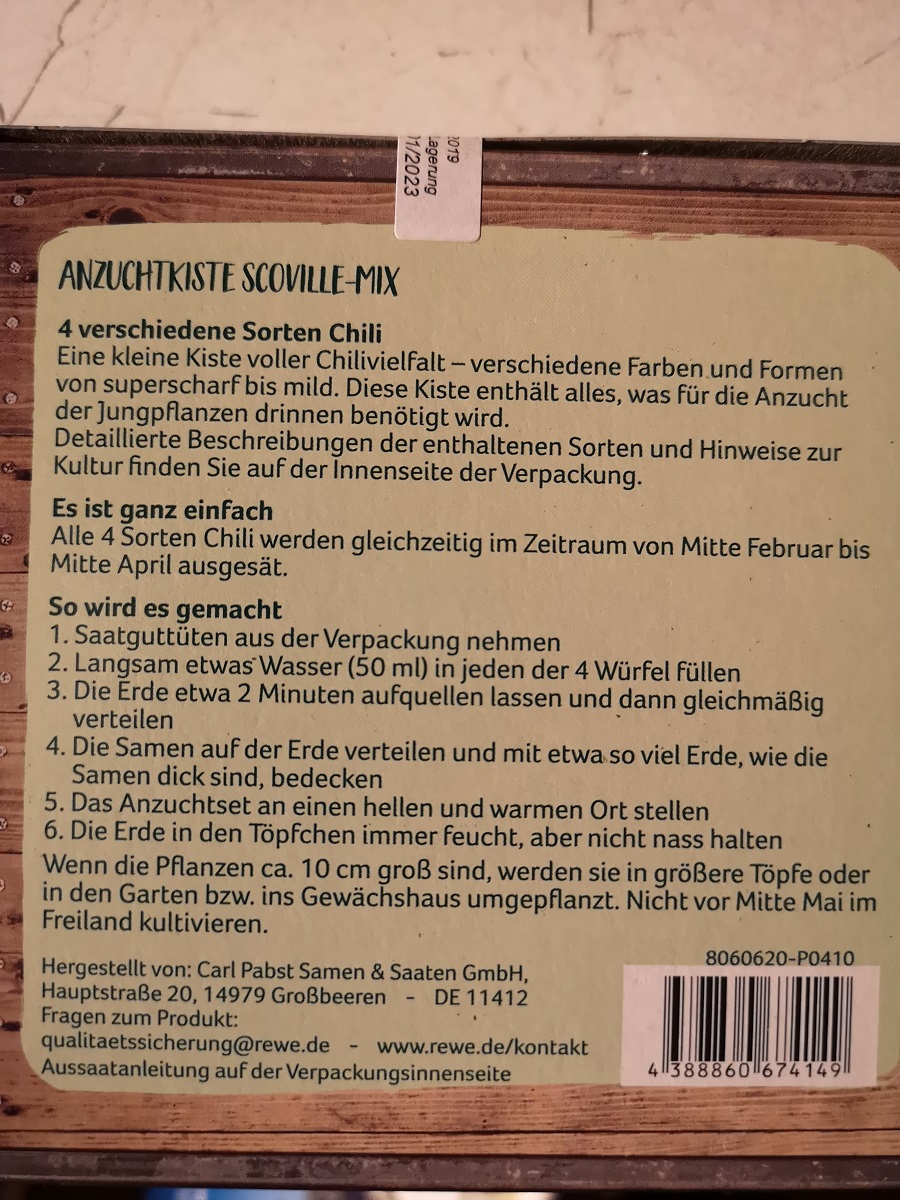 2019
Lagerung
01/2023
ANZUCHTKISTE SCOVILLE-MIX
4 verschiedene Sorten Chili
Eine kleine Kiste voller Chilivielfalt – verschiedene Farben und Formen
von superscharf bis mild. Diese Kiste enthält alles, was für die Anzucht
der Jungpflanzen drinnen benötigt wird.
Detaillierte Beschreibungen der enthaltenen Sorten und Hinweise zur
Kultur finden Sie auf der Innenseite der Verpackung.
Es ist ganz einfach
Alle 4 Sorten Chili werden gleichzeitig im Zeitraum von Mitte Februar bis
Mitte April ausgesät.
So wird es gemacht
1. Saatguttüten aus der Verpackung nehmen
2. Langsam etwas Wasser (50 ml) in jeden der 4 Würfel füllen
3. Die Erde etwa 2 Minuten aufquellen lassen und dann gleichmäßig
verteilen
4. Die Samen auf der Erde verteilen und mit etwa so viel Erde, wie die
Samen dick sind, bedecken
5. Das Anzuchtset an einen hellen und warmen Ort stellen
6. Die Erde in den Töpfchen immer feucht, aber nicht nass halten
Wenn die Pflanzen ca. 10 cm groß sind, werden sie in größere Töpfe oder
in den Garten bzw. ins Gewächshaus umgepflanzt. Nicht vor Mitte Mai im
Freiland kultivieren.
Hergestellt von: Carl Pabst Samen & Saaten GmbH,
Hauptstraße 20, 14979 Großbeeren - DE 11412
Fragen zum Produkt:
qualitaetssicherung@rewe.de - www.rewe.de/kontakt
Aussaatanleitung auf der Verpackungsinnenseite
8060620-P0410
4 388860 674149